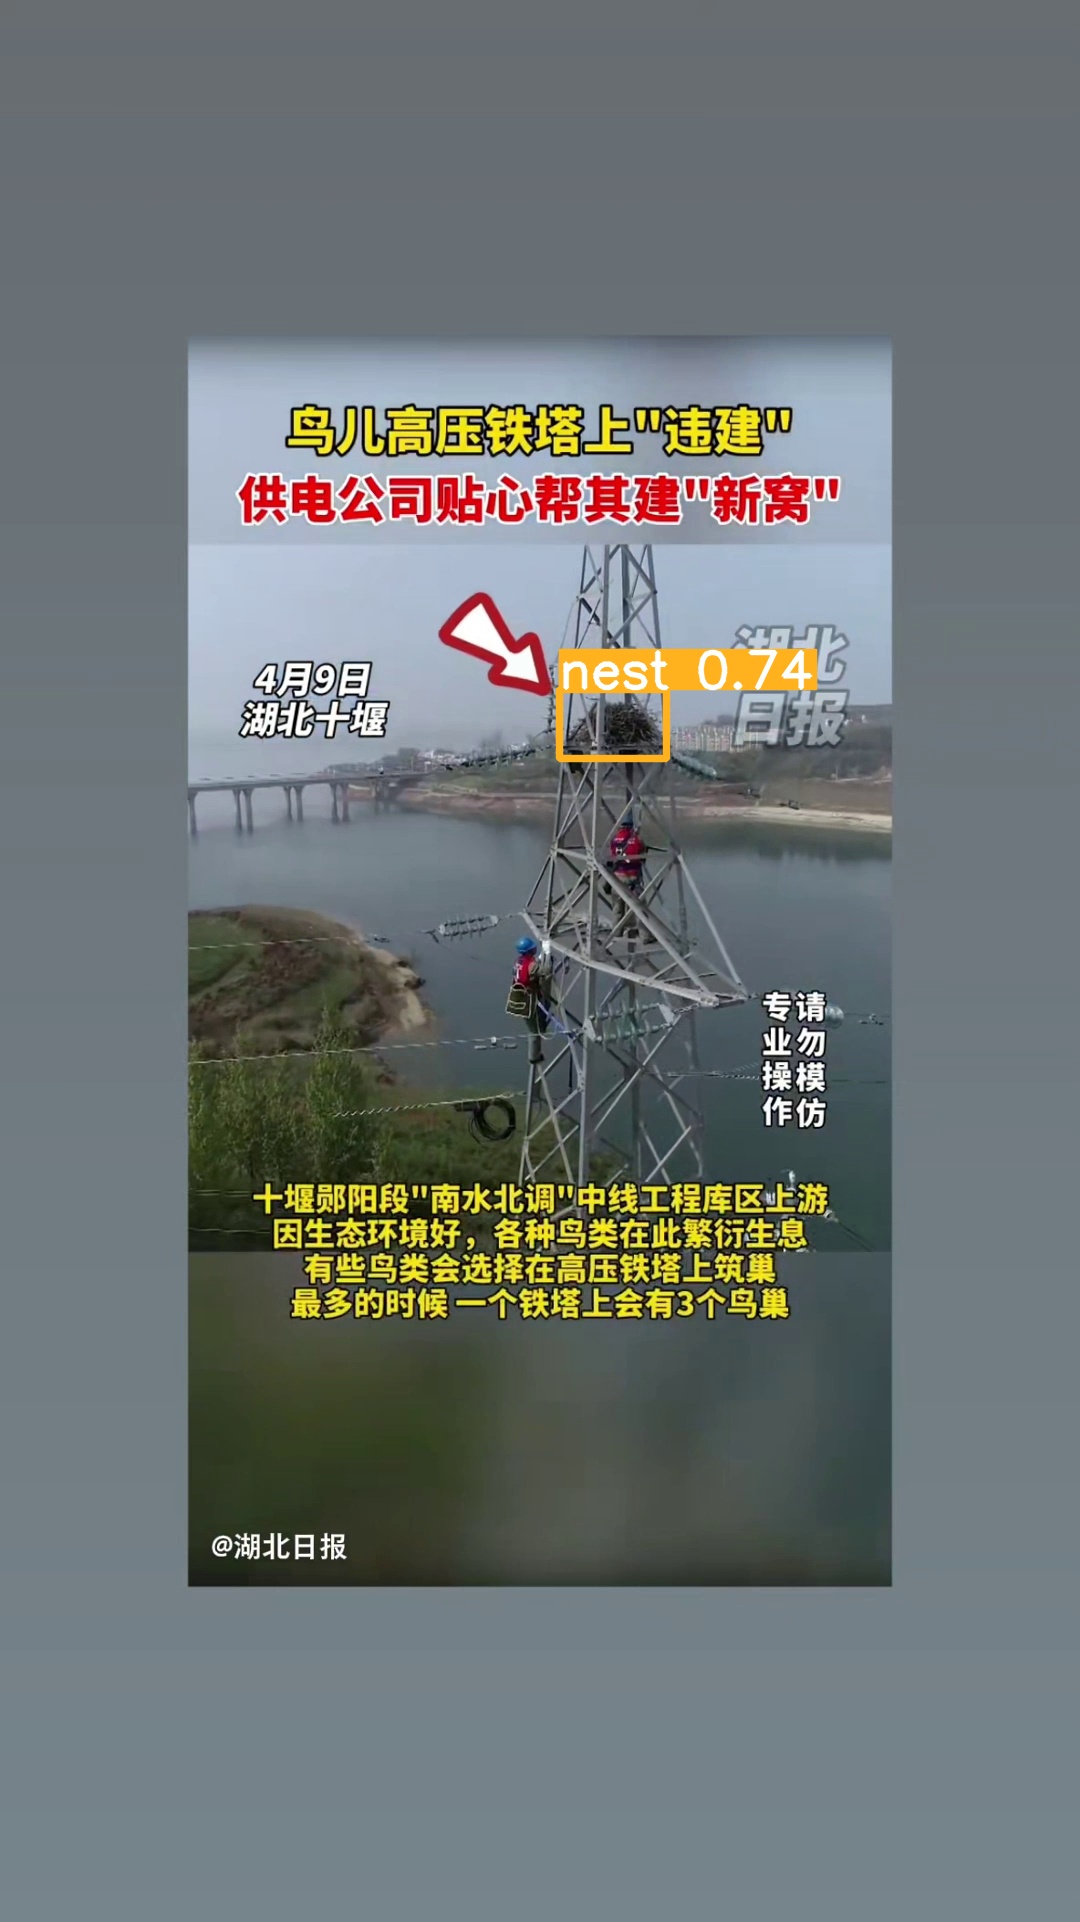 鸟儿高压铁塔上"违建"
供电公司贴心帮其建"新窝"
湖北
日报
nest 0.74
4月9日
湖北十堰
请勿模仿
专业操作
十堰郧阳段"南水北调"中线工程库区上游
因生态环境好，各种鸟类在此繁衍生息
有些鸟类会选择在高压铁塔上筑巢
最多的时候 一个铁塔上会有3个鸟巢
@湖北日报